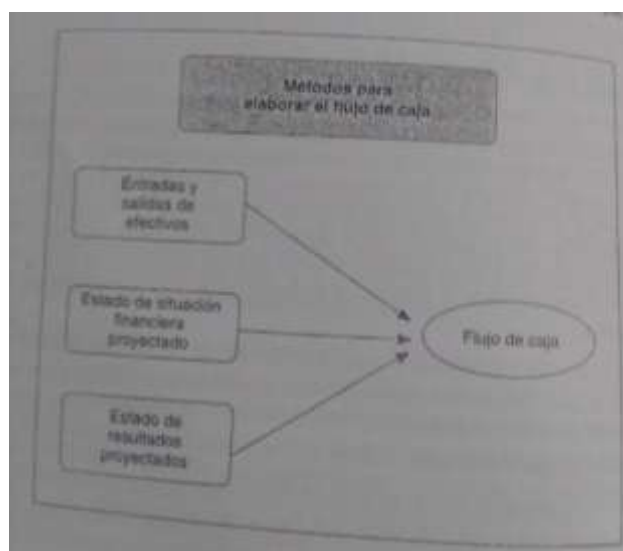 Métodos para
elaborar el flujo de caja
Entradas y
salidas de
efectivos
Estado de situación
financiera
proyectado
Flujo de caja
Estado de
resultados
proyectados